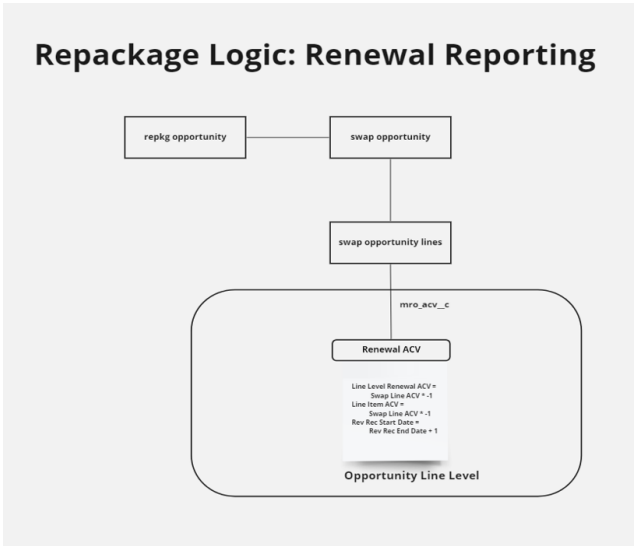 Repackage Logic: Renewal Reporting
repkg opportunity
swap opportunity
swap opportunity lines
mro_acv__c
Renewal ACV
Line Level Renewal ACV =
Swap Line ACV * -1
Line Item ACV =
Swap Line ACV * -1
Rev Rec Start Date =
Rev Rec End Date + 1
Opportunity Line Level